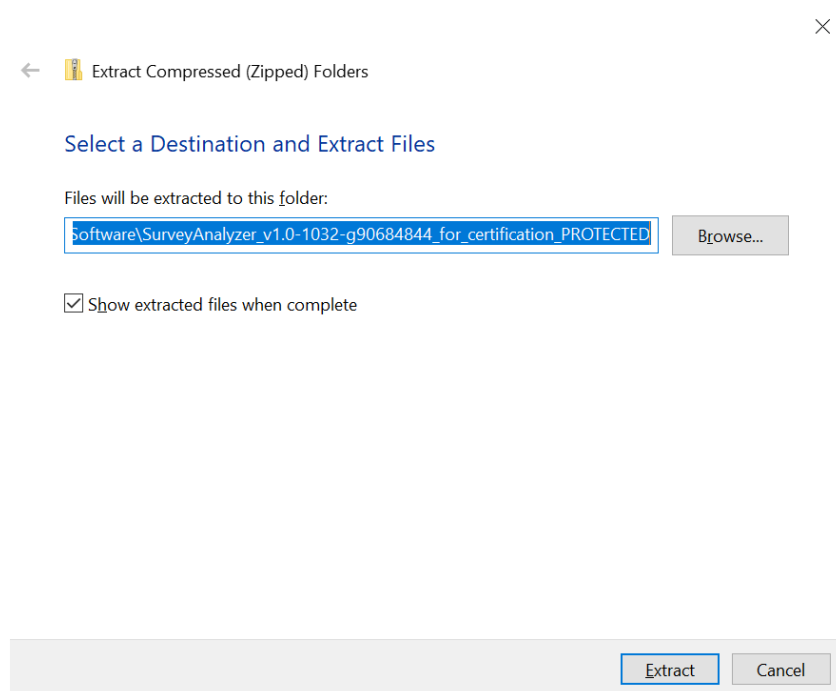 Extract Compressed (Zipped) Folders
Select a Destination and Extract Files
Files will be extracted to this folder:
Software\SurveyAnalyzer_v1.0-1032-g90684844_for_certification_PROTECTED
Browse...
Show extracted files when complete
Extract
Cancel